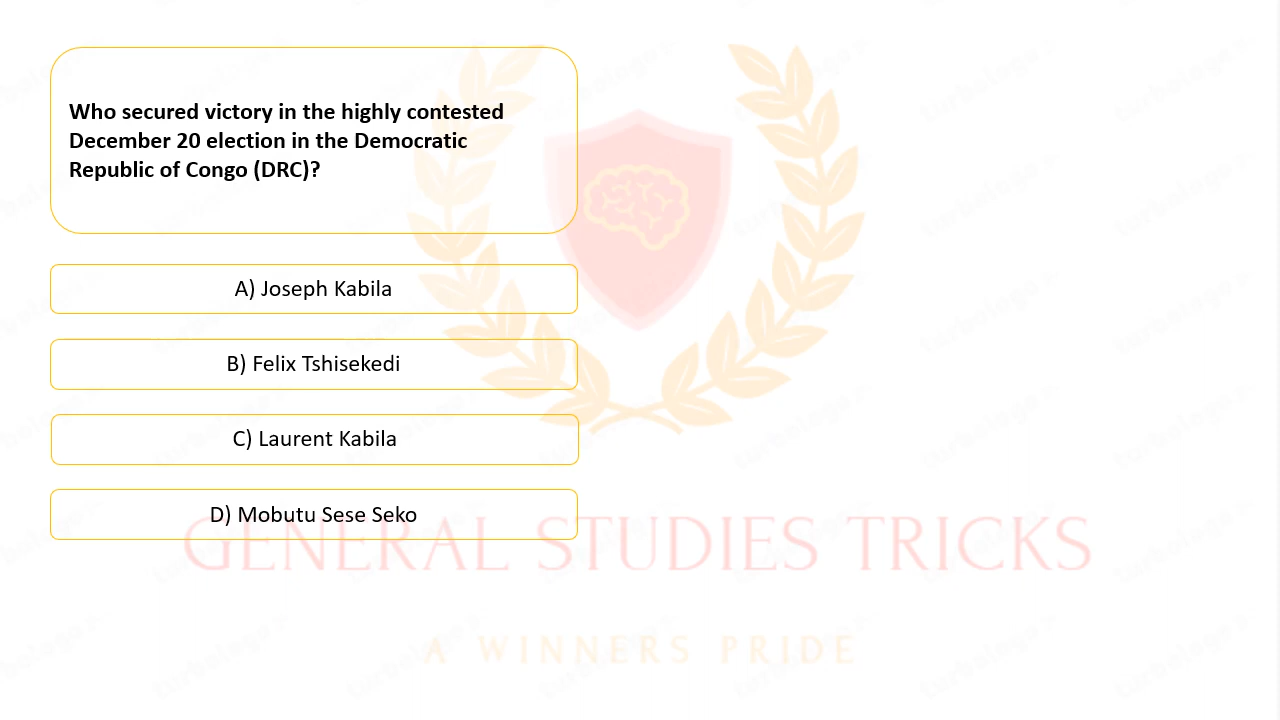 Who secured victory in the highly contested
December 20 election in the Democratic
Republic of Congo (DRC)?
A) Joseph Kabila
B) Felix Tshisekedi
C) Laurent Kabila
D) Mobutu Sese Seko
GENERAL STUDIES TRICKS
A WINNERS PRIDE